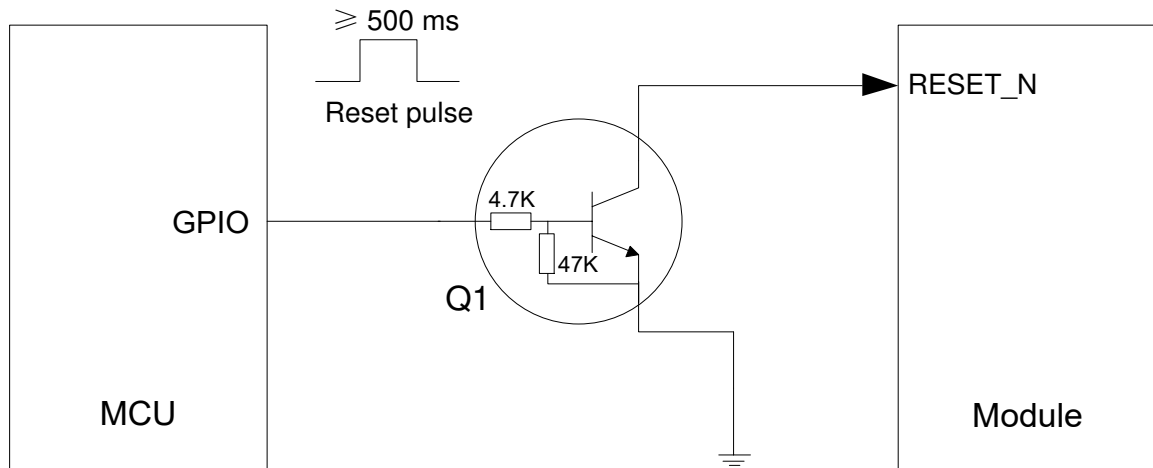 ≥ 500 ms
Reset pulse
RESET_N
4.7K
GPIO
47K
Q1
MCU
Module